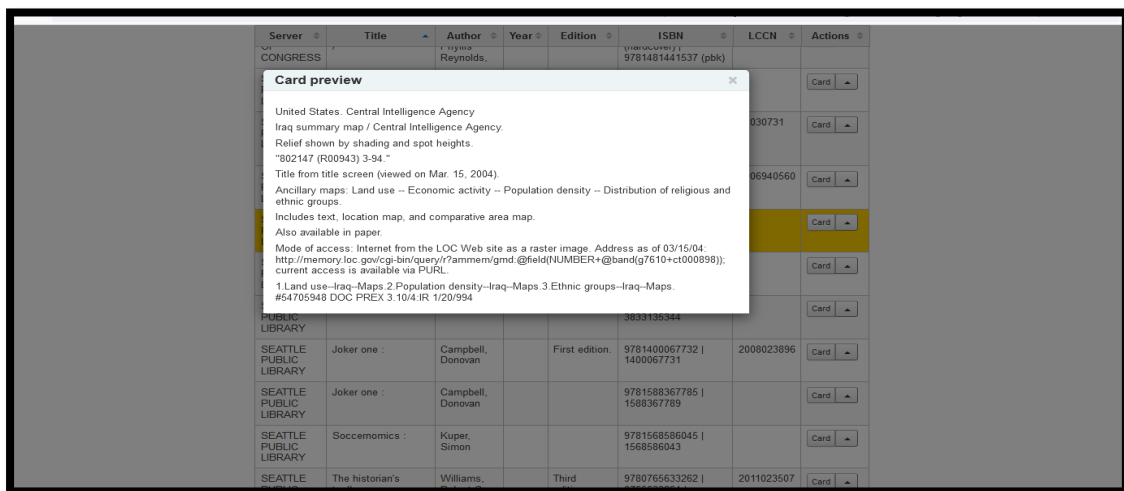 Server Title Author Year Edition ISBN LCCN Actions
CONGRESS Reynolds, 9781481441537 (pbk)
Card preview ×
Card
United States. Central Intelligence Agency
Iraq summary map / Central Intelligence Agency.
030731 Card
Relief shown by shading and spot heights.
"802147 (R00943) 3-94."
Title from title screen (viewed on Mar. 15, 2004).
06940560 Card
Ancillary maps: Land use -- Economic activity -- Population density -- Distribution of religious and
ethnic groups.
Includes text, location map, and comparative area map.
Card
Also available in paper.
Mode of access: Internet from the LOC Web site as a raster image. Address as of 03/15/04:
http://memory.loc.gov/cgi-bin/query/r?ammem/gmd:@field(NUMBER+@band(g7610+ct000898));
Card
current access is available via PURL.
1.Land use--Iraq--Maps.2.Population density--Iraq--Maps.3.Ethnic groups--Iraq--Maps.
#54705948 DOC PREX 3.10/4:IR 1/20/994
Card
PUBLIC 3833135344
LIBRARY
SEATTLE Joker one : Campbell, First edition. 9781400067732 | 2008023896 Card
PUBLIC Donovan 1400067731
LIBRARY
SEATTLE Joker one : Campbell, 9781588367785 | Card
PUBLIC Donovan 1588367789
LIBRARY
SEATTLE Soccernomics : Kuper, 9781568586045 | Card
PUBLIC Simon 1568586043
LIBRARY
SEATTLE The historian's Williams, Third 9780765633262 | 2011023507 Card